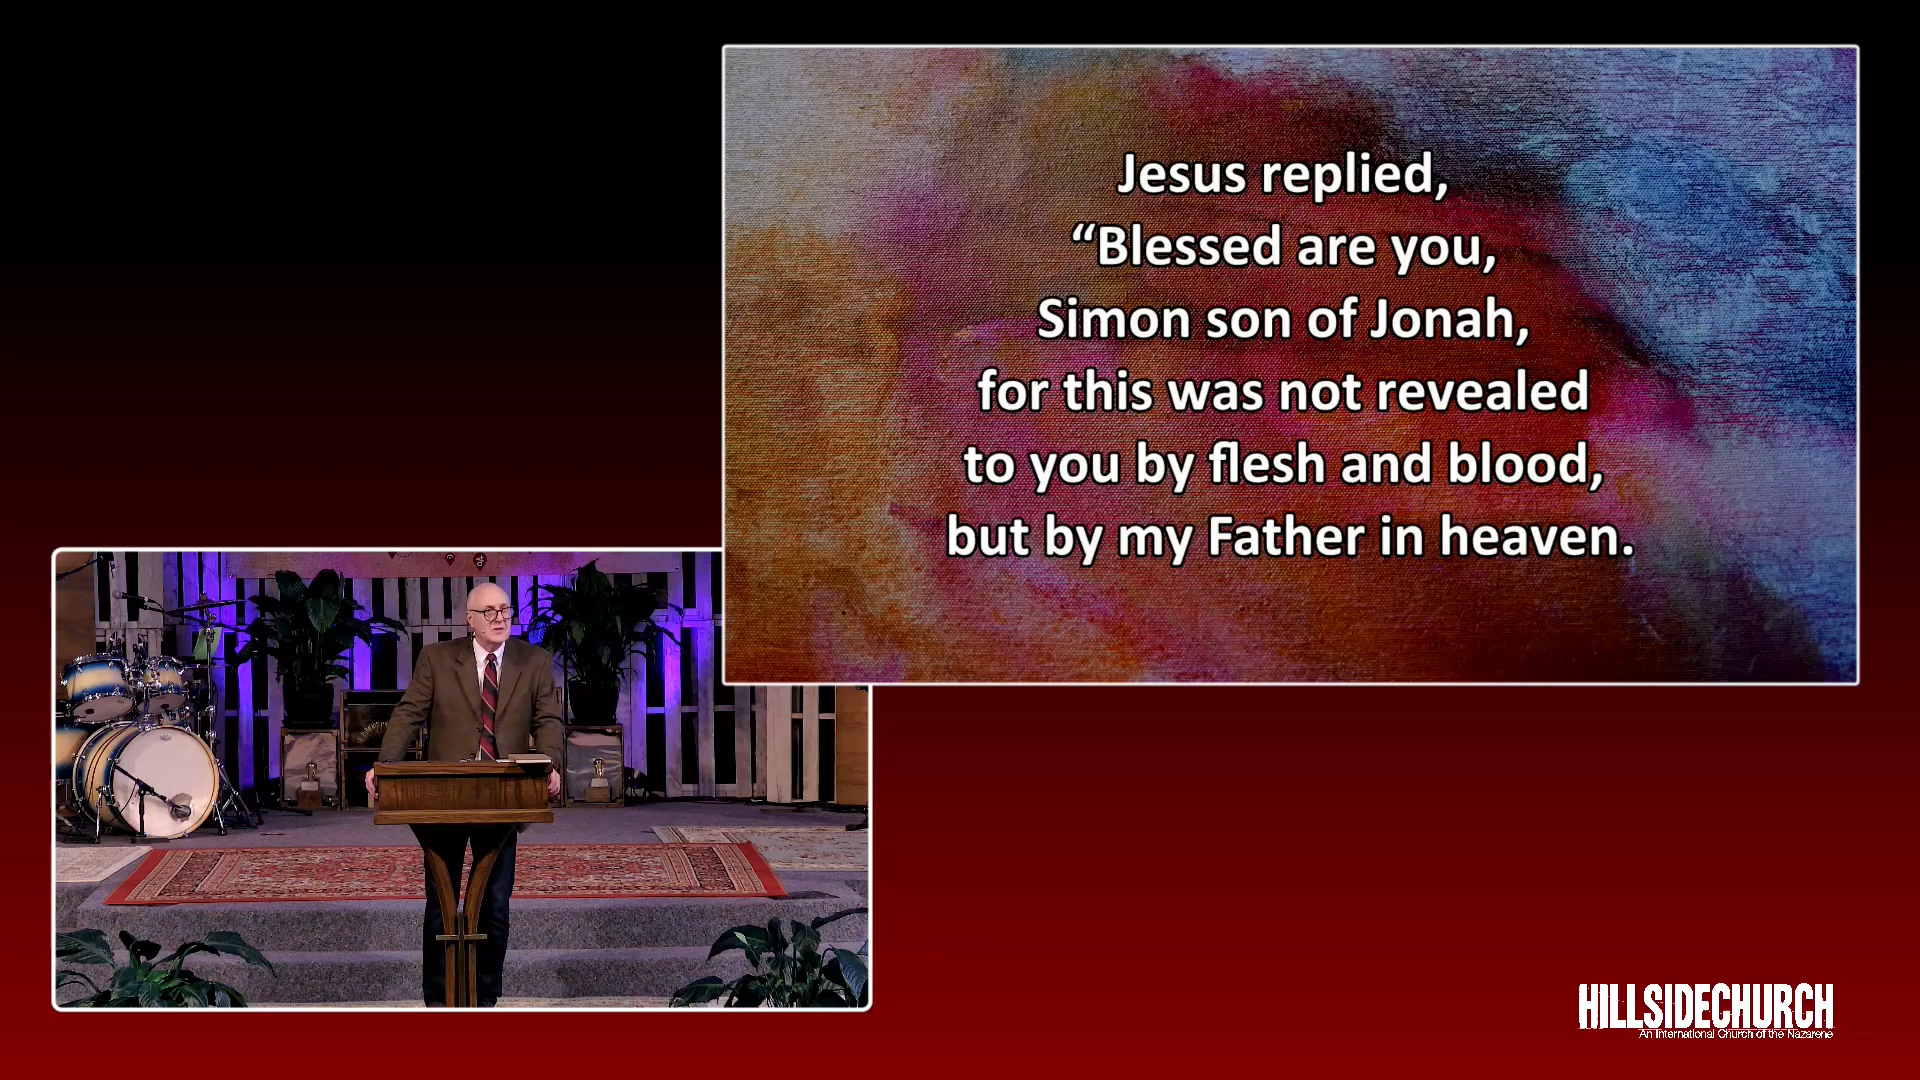 Jesus replied,
“Blessed are you,
Simon son of Jonah,
for this was not revealed
to you by flesh and blood,
but by my Father in heaven.
HILLSIDECHURCH
An International Church of the Nazarene